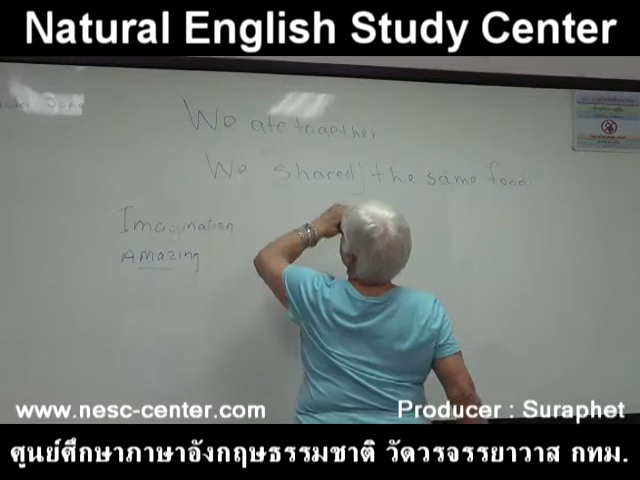 Natural English Study Center
We ate together
We shared the same food.
Imagination
Amazing
www.nesc-center.com
Producer : Suraphet
ศูนย์ศึกษาภาษาอังกฤษธรรมชาติ วัดวรจรรยาวาส กทม.